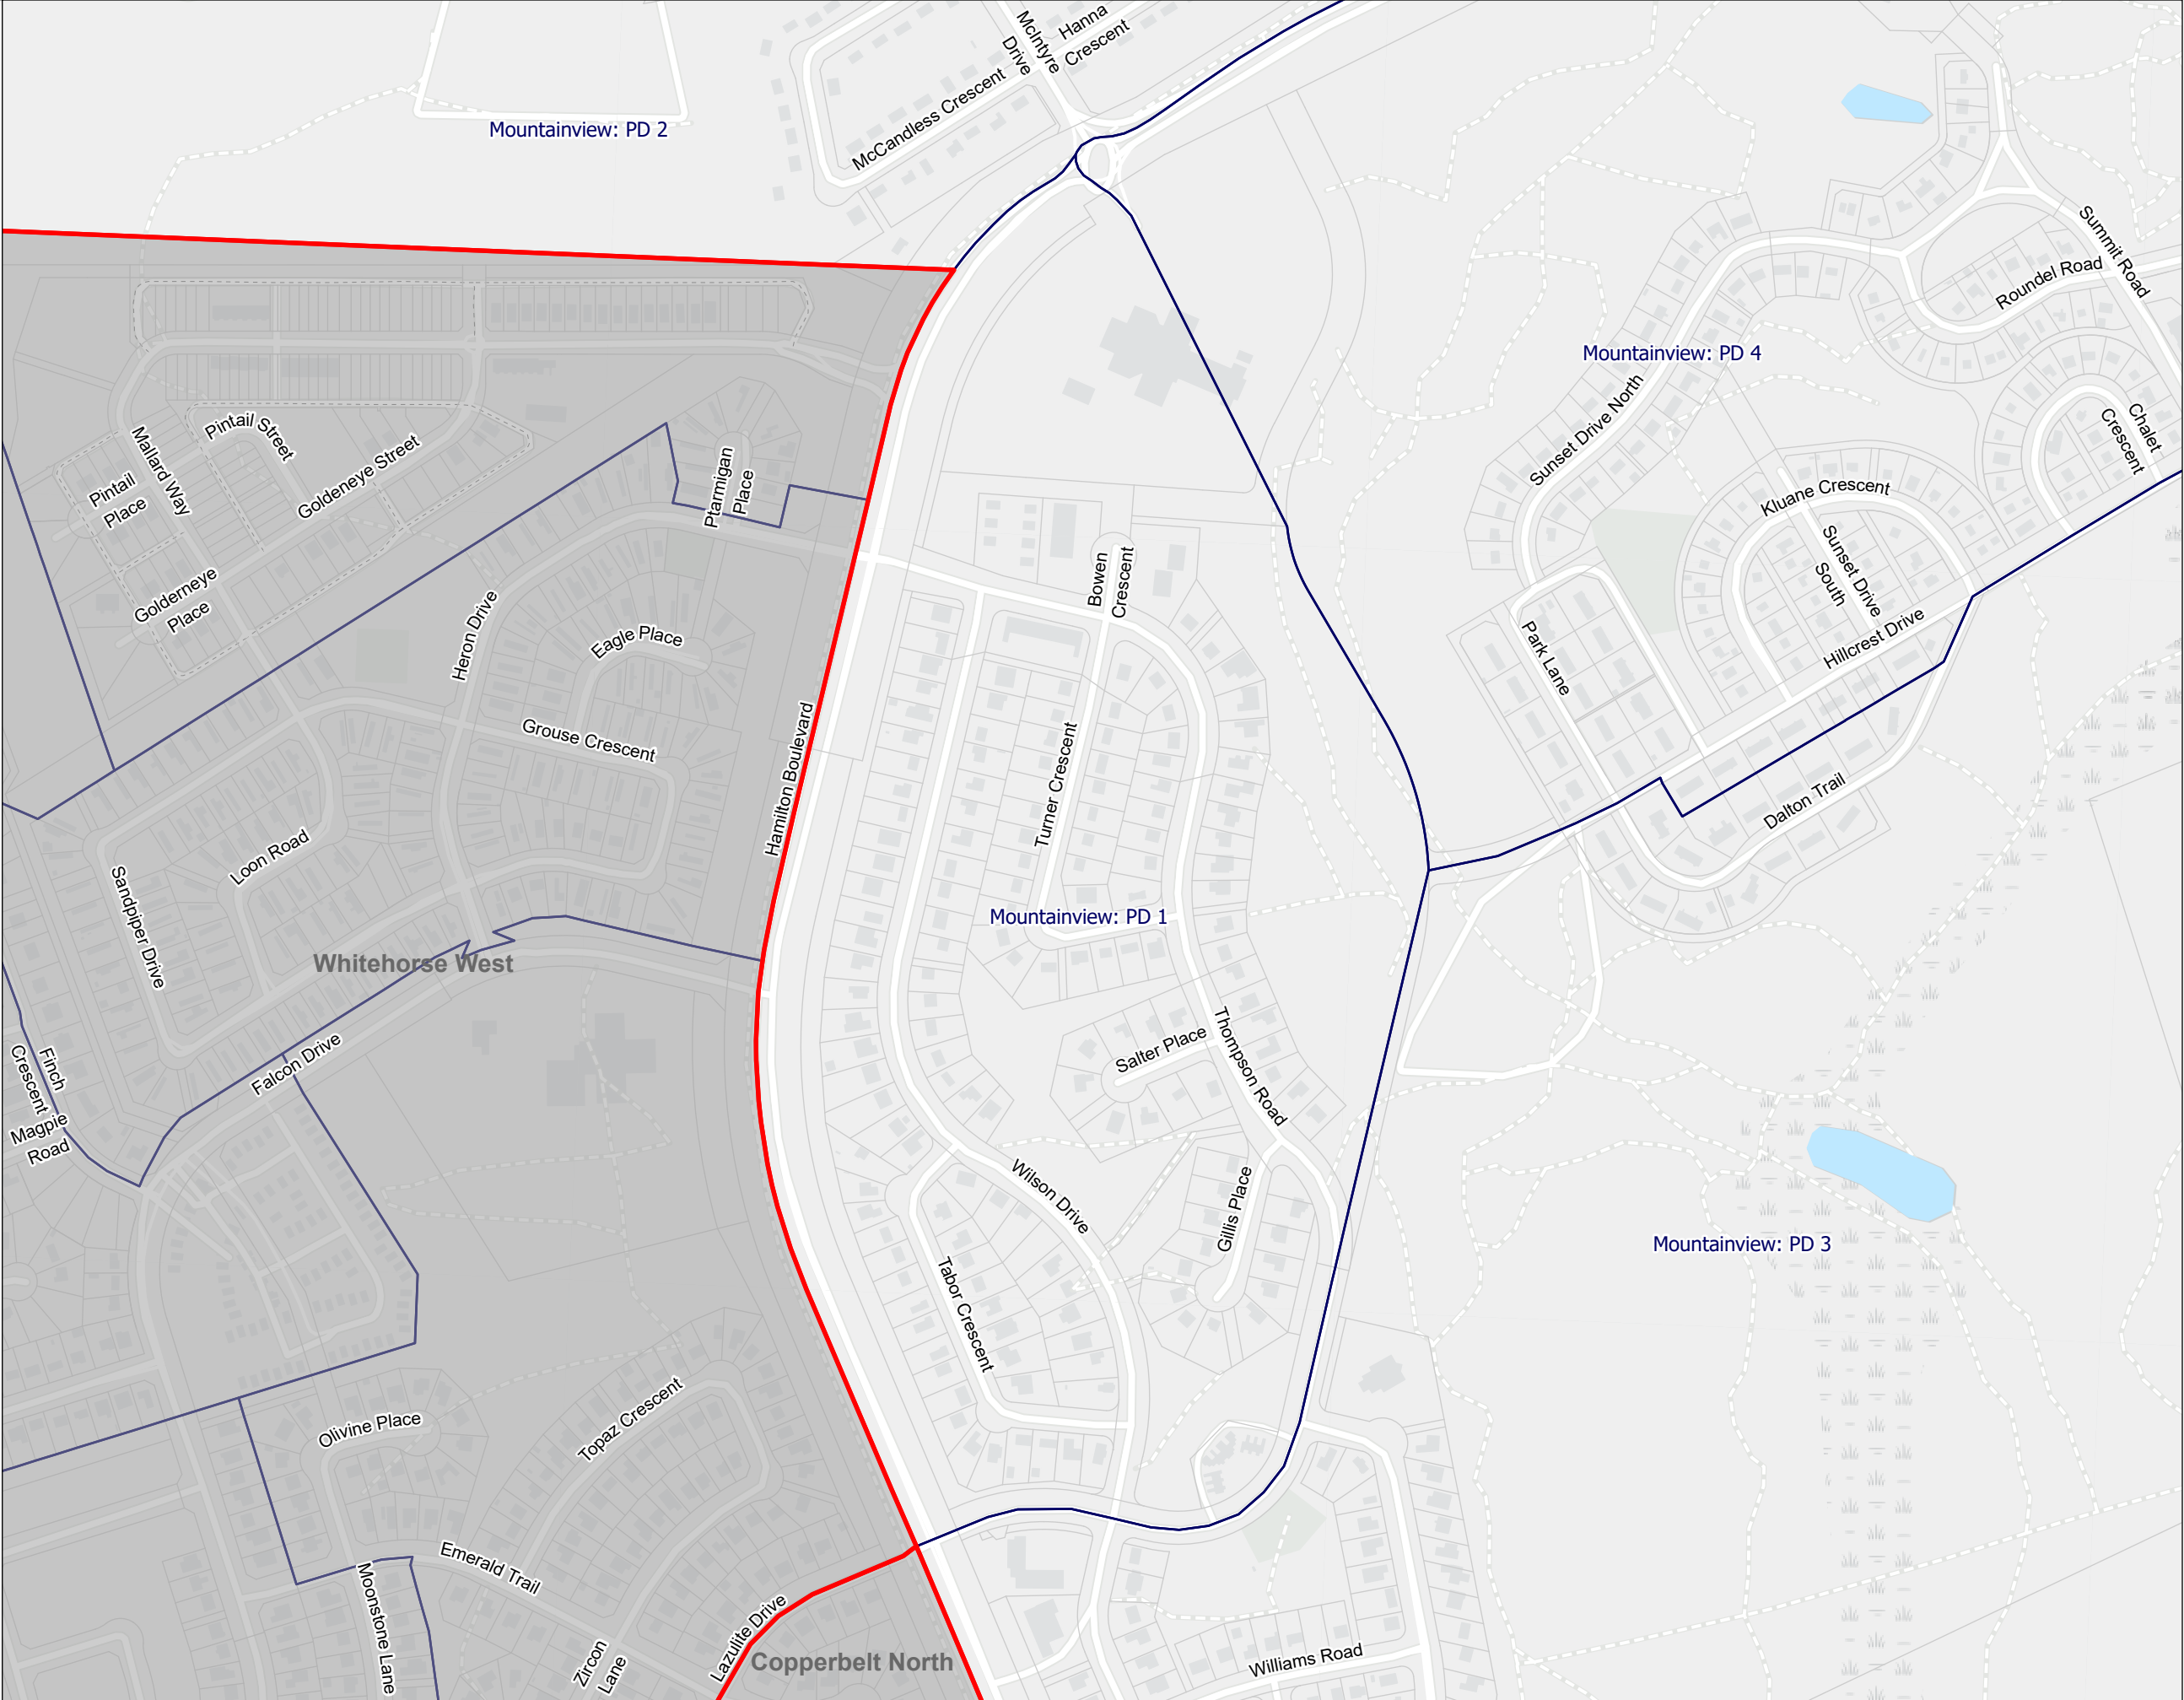 McIntyre
Drive
Hanna
Crescent
McCandless Crescent
Mountainview: PD 2
Summit Road
Roundel Road
Mountainview: PD 4
Sunset Drive North
Chalet
Crescent
Kluane Crescent
Sunset Drive
South
Hillcrest Drive
Park Lane
Dalton Trail
Pintail Street
Mallard Way
Goldeneye Street
Pintail
Place
Ptarmigan
Place
Golderneye
Place
Heron Drive
Eagle Place
Grouse Crescent
Hamilton Boulevard
Bowen
Crescent
Turner Crescent
Loon Road
Sandpiper Drive
Mountainview: PD 1
Whitehorse West
Salter Place
Thompson Road
Finch
Crescent
Magpie
Road
Falcon Drive
Wilson Drive
Gillis Place
Mountainview: PD 3
Tabor Crescent
Topaz Crescent
Olivine Place
Emerald Trail
Moonstone Lane
Zircon
Lane
Lazulite Drive
Copperbelt North
Williams Road